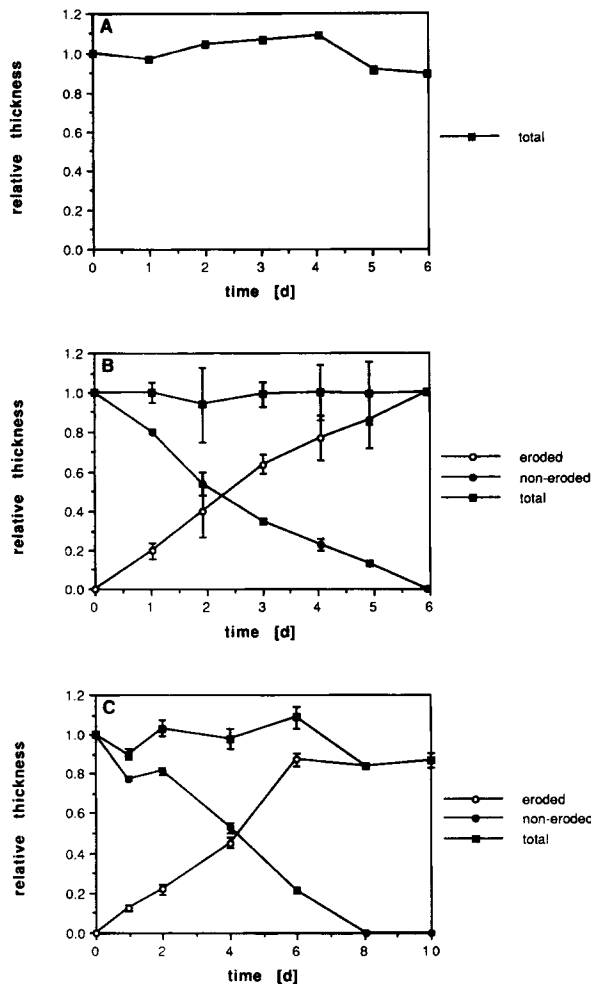 A
1.2
1.0
0.8
0.6
0.4
0.2
0.0
relative thickness
0 1 2 3 4 5 6
time [d]
total
B
1.2
1.0
0.8
0.6
0.4
0.2
0.0
relative thickness
0 1 2 3 4 5 6
time [d]
eroded
non-eroded
total
C
1.2
1.0
0.8
0.6
0.4
0.2
0.0
relative thickness
0 2 4 6 8 10
time [d]
eroded
non-eroded
total